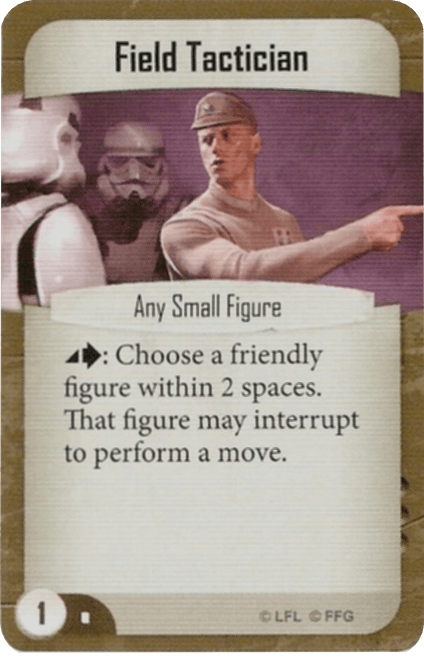 Field Tactician
Any Small Figure
: Choose a friendly
figure within 2 spaces.
That figure may interrupt
to perform a move.
1
© LFL © FFG